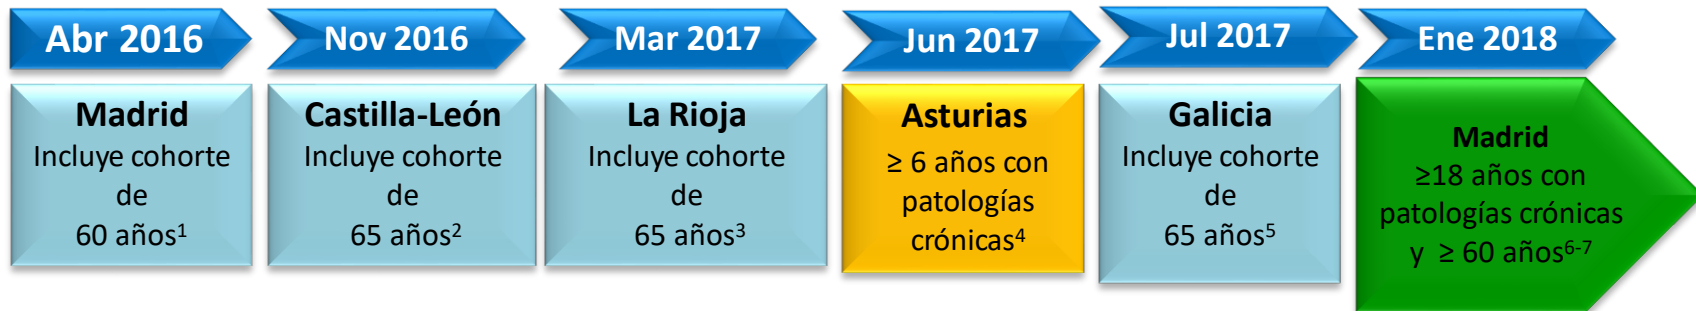 Abr 2016
Nov 2016
Mar 2017
Jun 2017
Jul 2017
Ene 2018
Madrid
Incluye cohorte
de
60 años¹
Castilla-León
Incluye cohorte
de
65 años²
La Rioja
Incluye cohorte
de
65 años³
Asturias
≥ 6 años con
patologías
crónicas⁴
Galicia
Incluye cohorte
de
65 años⁵
Madrid
≥18 años con
patologías crónicas
y ≥ 60 años⁶⁻⁷